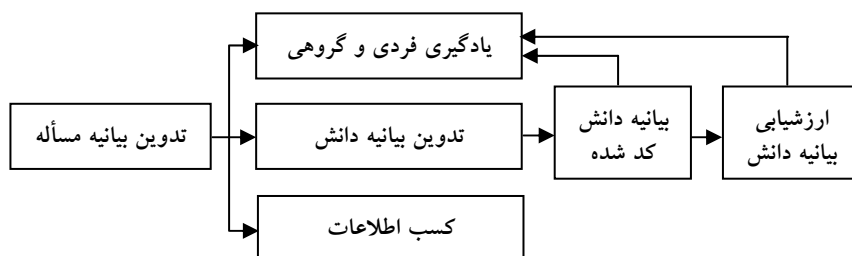 یادگیری فردی و گروهی
تدوین بیانیه مسأله
تدوین بیانیه دانش
بیانیه دانش
کد شده
ارزشیابی
بیانیه دانش
کسب اطلاعات